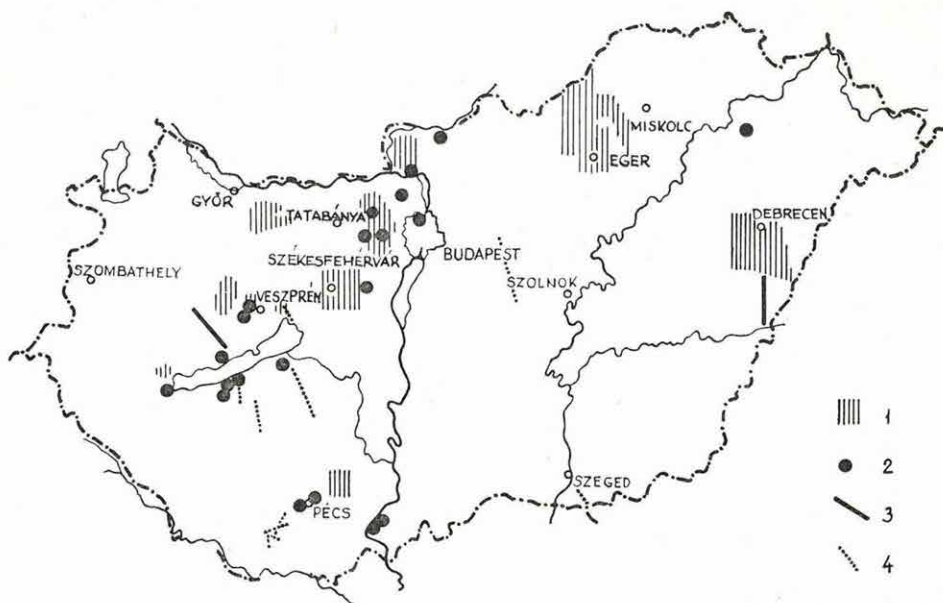 MISKOLC
EGER
GYŐR
TATABÁNYA
DEBRECEN
SZÉKESFEHÉRVÁR
BUDAPEST
SZOMBATHELY
SZOLNOK
VESZPRÉM
1
2
SZEGED
3
PÉCS
4